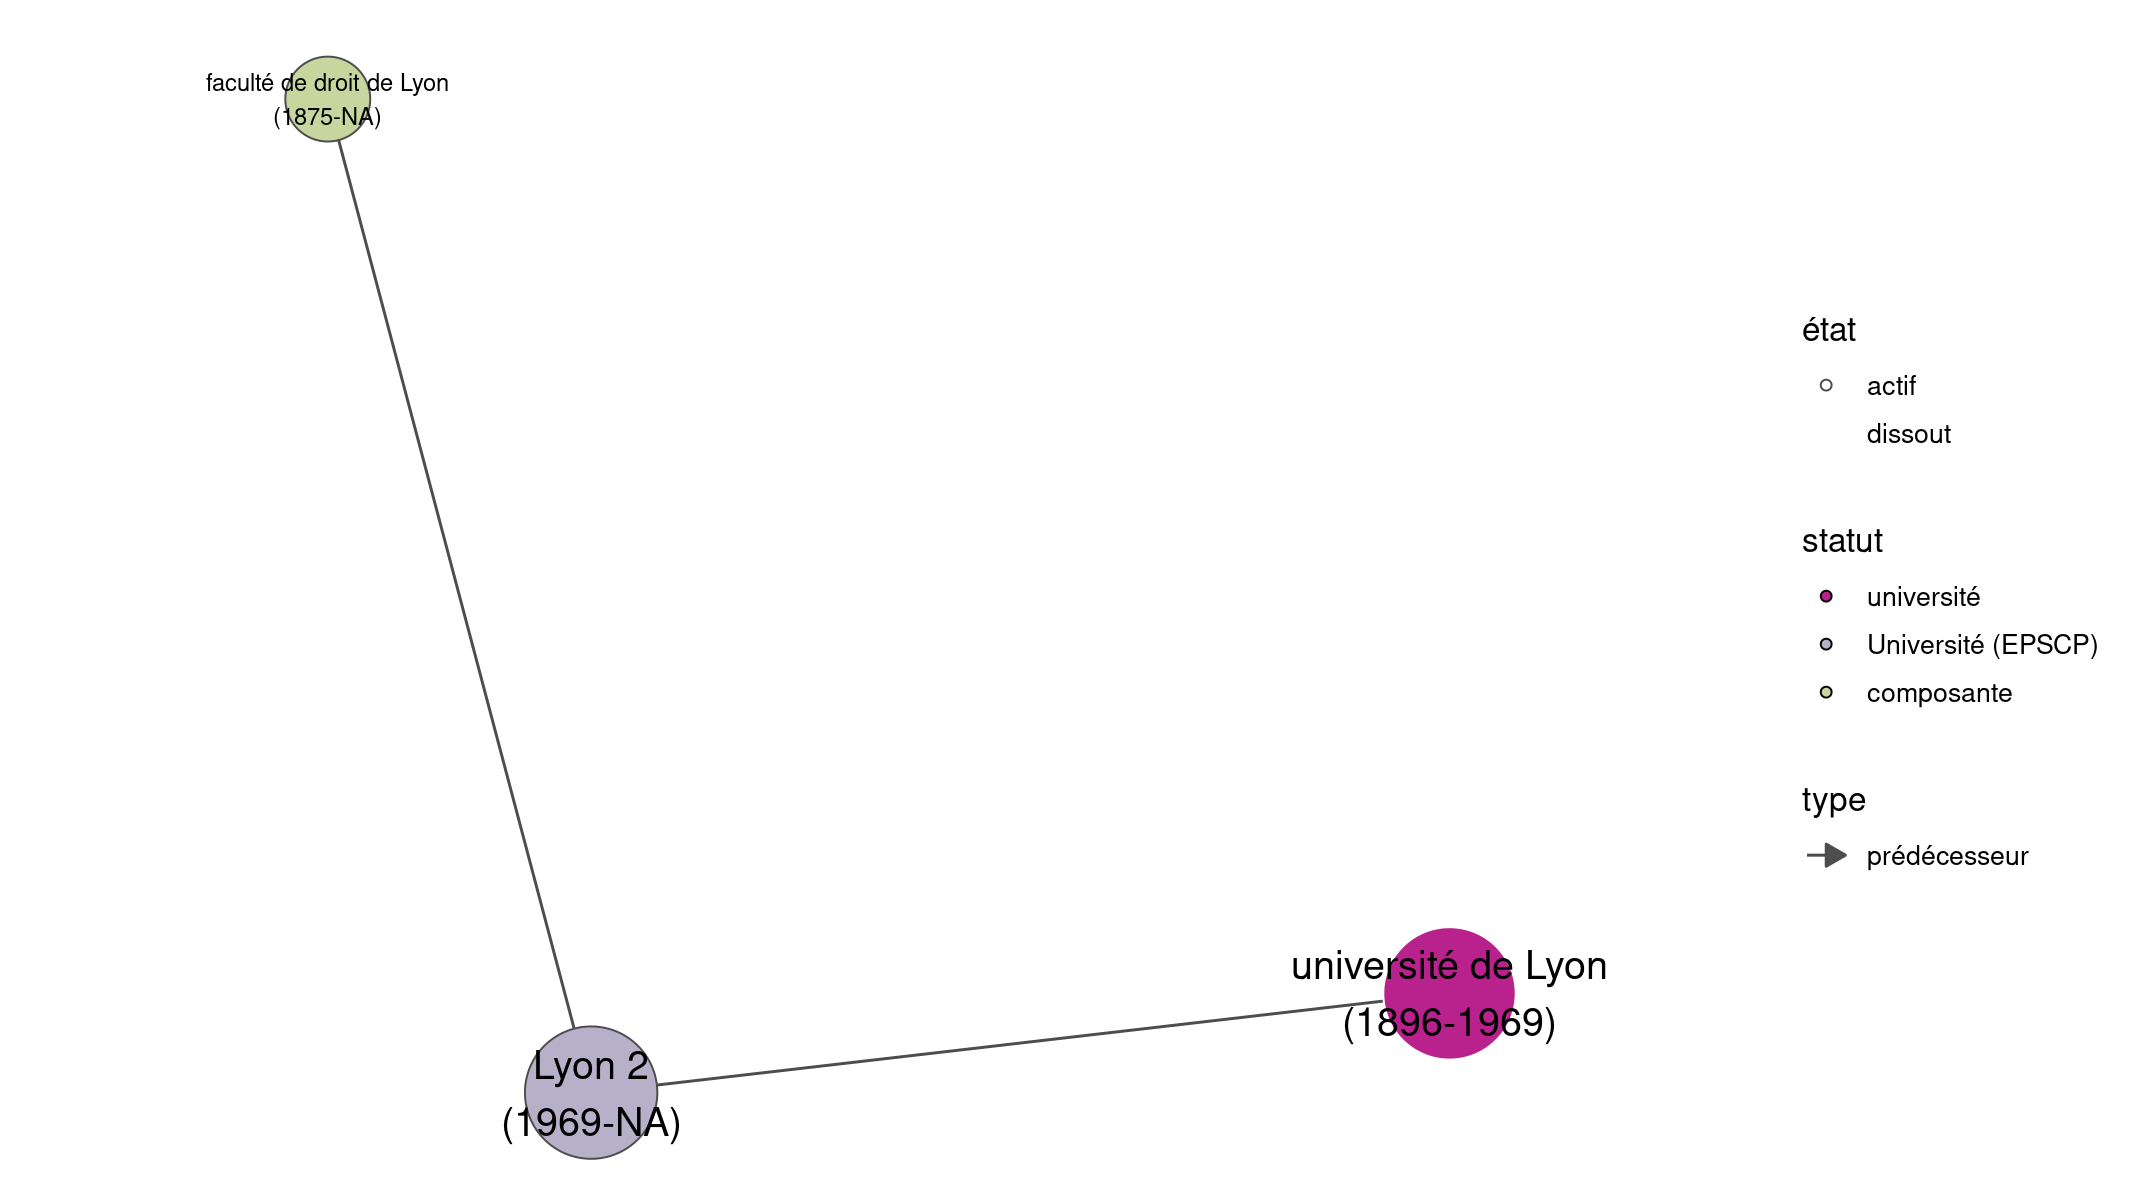 faculté de droit de Lyon
(1875-NA)
état
actif
dissout
statut
université
Université (EPSCP)
composante
type
prédécesseur
université de Lyon
(1896-1969)
Lyon 2
(1969-NA)